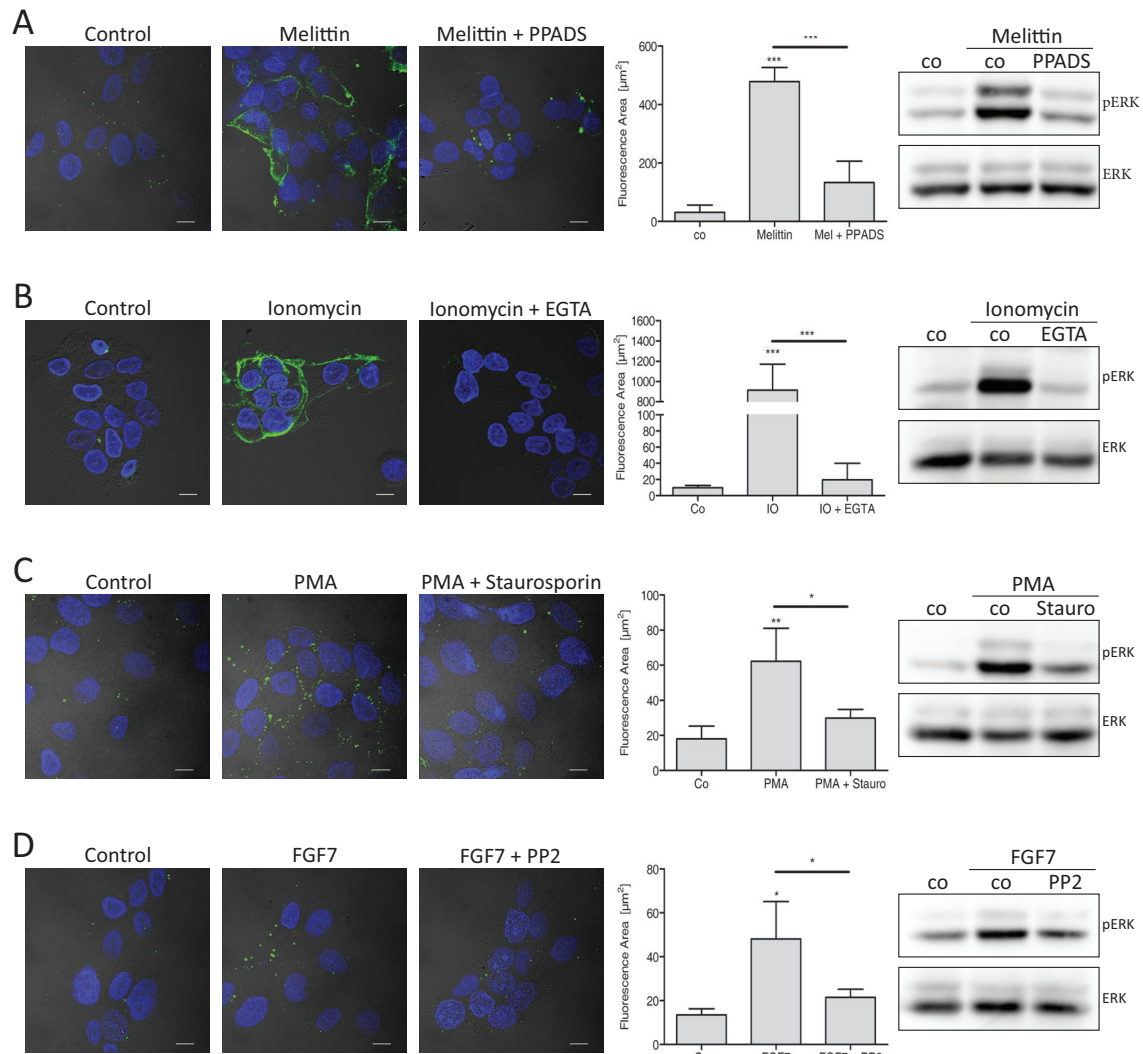 A
Control Melittin Melittin + PPADS
Fluorescence Area [µm²]
600
400
200
0
***
***
co Melittin Mel + PPADS
Melittin
co co PPADS
pERK
ERK
B
Control Ionomycin Ionomycin + EGTA
Fluorescence Area [µm²]
1600
1400
1200
1000
800
100
80
60
40
20
0
***
***
Co IO IO + EGTA
Ionomycin
co co EGTA
pERK
ERK
C
Control PMA PMA + Staurosporin
Fluorescence Area [µm²]
100
80
60
40
20
0
*
**
Co PMA PMA + Stauro
PMA
co co Stauro
pERK
ERK
D
Control FGF7 FGF7 + PP2
Fluorescence Area [µm²]
80
60
40
20
0
*
*
FGF7
co co PP2
pERK
ERK